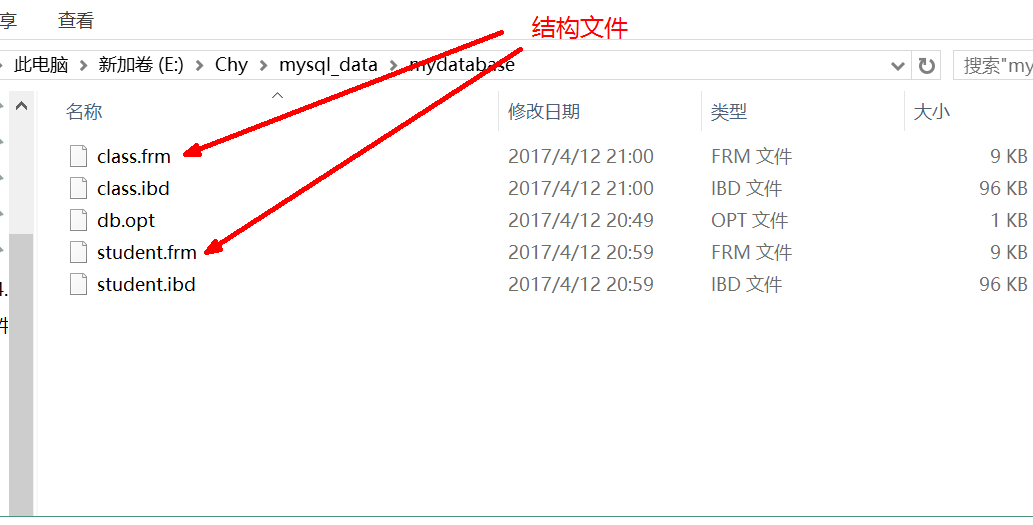 享 查看
结构文件
此电脑 > 新加卷 (E:) > Chy > mysql_data > mydatabase
搜索"my
名称 修改日期 类型 大小
class.frm 2017/4/12 21:00 FRM 文件 9 KB
class.ibd 2017/4/12 21:00 IBD 文件 96 KB
db.opt 2017/4/12 20:49 OPT 文件 1 KB
student.frm 2017/4/12 20:59 FRM 文件 9 KB
student.ibd 2017/4/12 20:59 IBD 文件 96 KB
4.
件